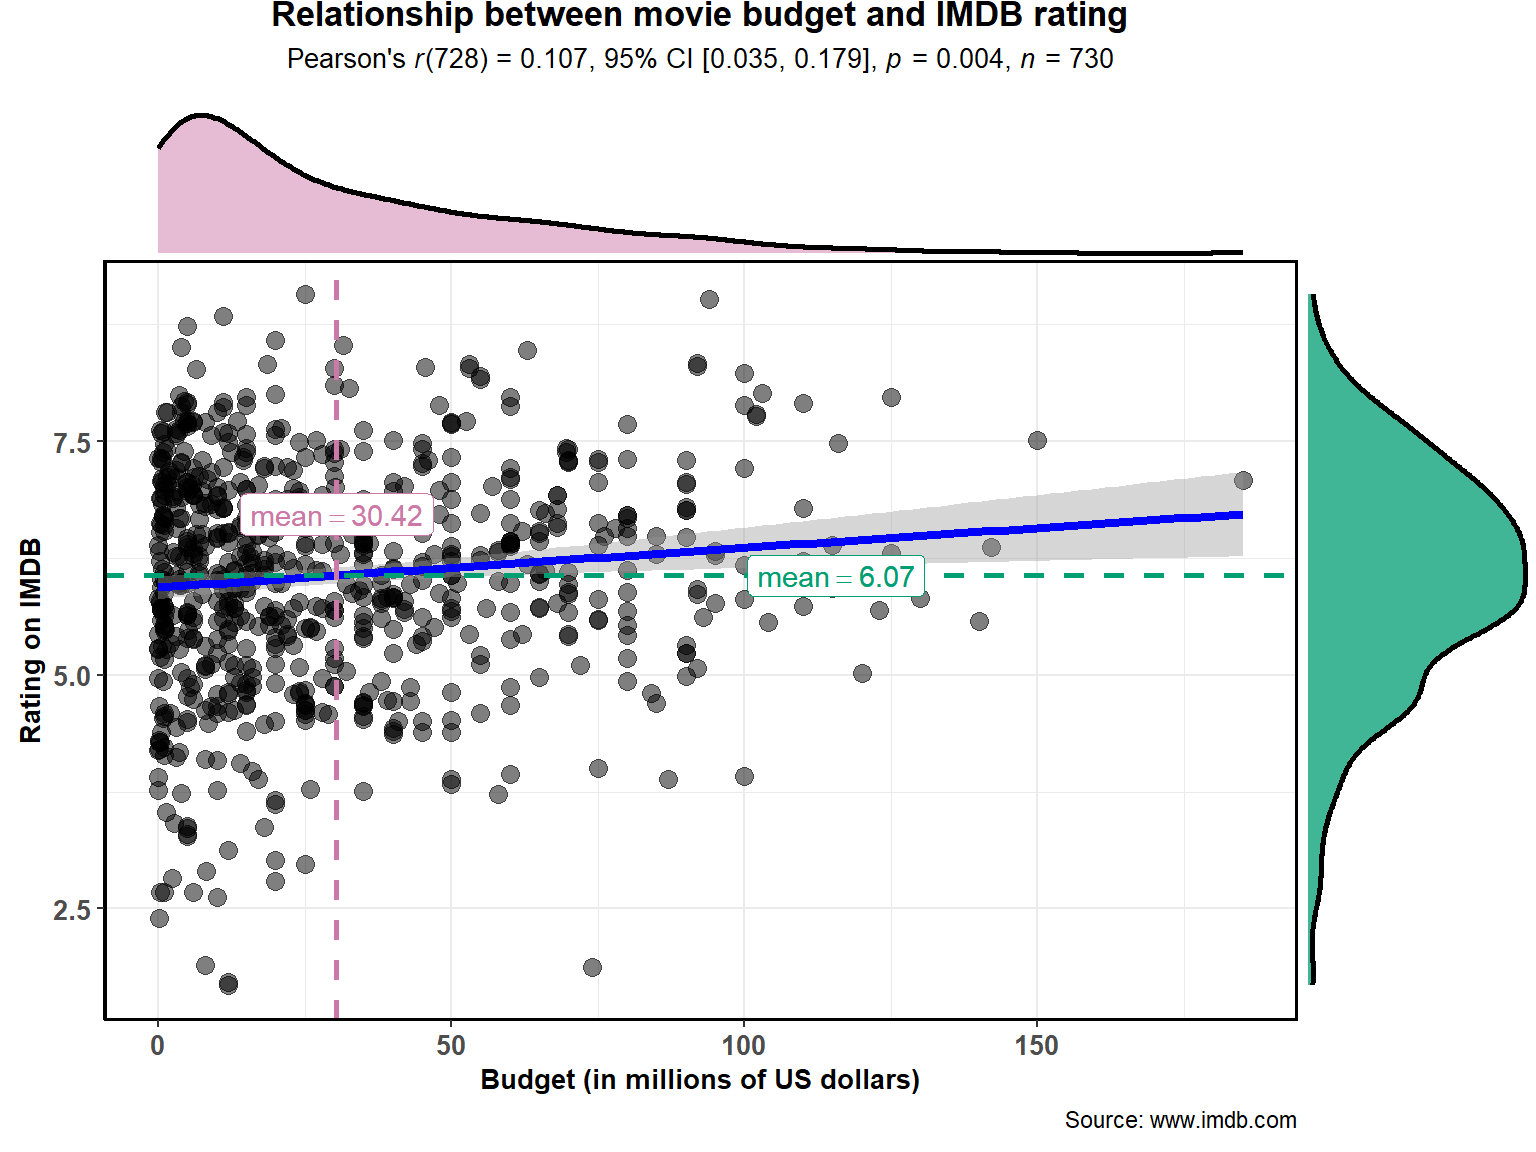 Relationship between movie budget and IMDB rating
Pearson's r(728) = 0.107, 95% CI [0.035, 0.179], p = 0.004, n = 730
7.5
5.0
2.5
Rating on IMDB
mean = 30.42
mean = 6.07
0 50 100 150
Budget (in millions of US dollars)
Source: www.imdb.com